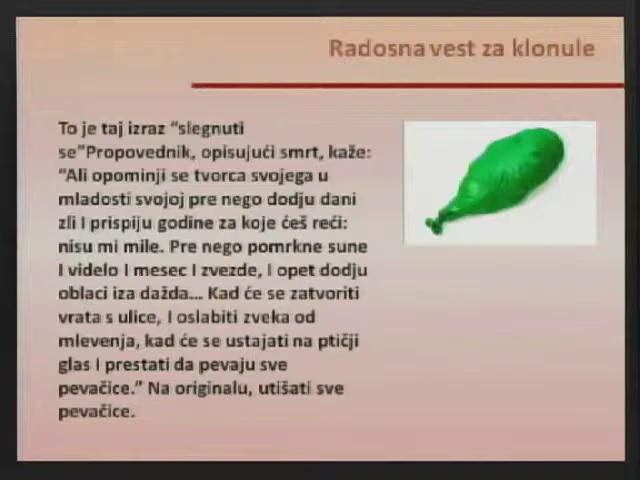 Radosna vest za klonule
To je taj izraz “slegnuti
se”Propovednik, opisujući smrt, kaže:
“Ali opominji se tvorca svojega u
mladosti svojoj pre nego dodju dani
zli I prispiju godine za koje ćeš reći:
nisu mi mile. Pre nego pomrkne sune
I videlo I mesec I zvezde, I opet dodju
oblaci iza dažda... Kad će se zatvoriti
vrata s ulice, I oslabiti zveka od
mlevenja, kad će se ustajati na ptičji
glas I prestati da pevaju sve
pevačice.” Na originalu, utišati sve
pevačice.